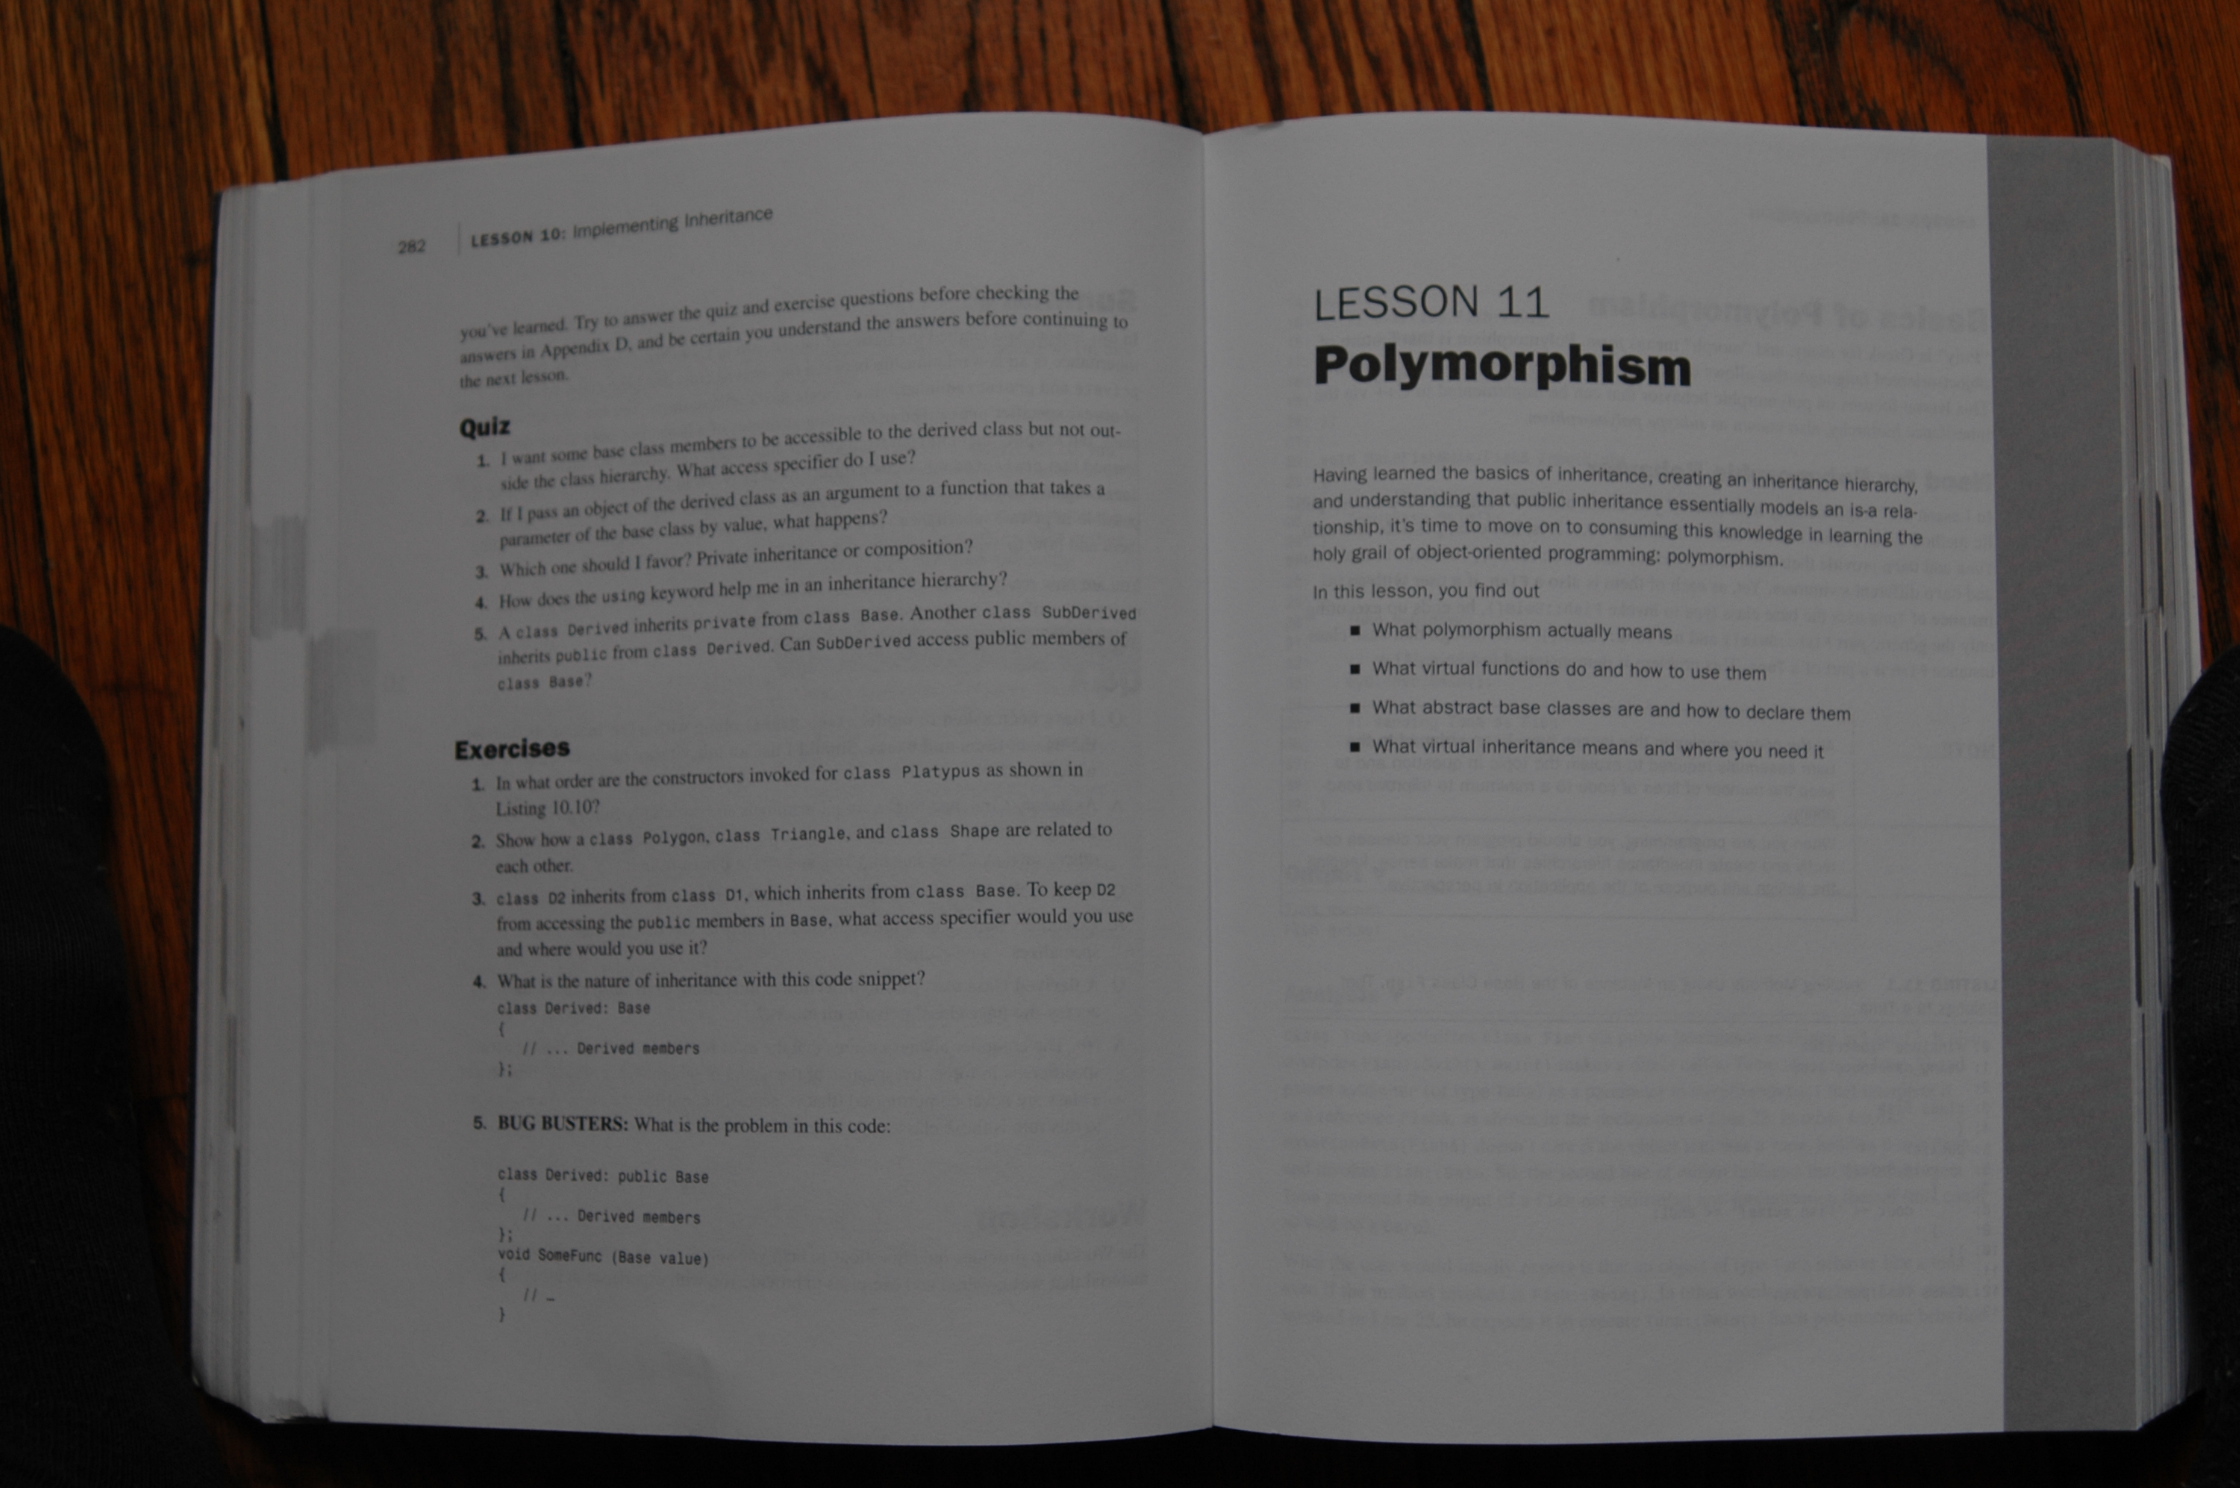 282 LESSON 10: Implementing Inheritance
you've learned. Try to answer the quiz and exercise questions before checking the
answers in Appendix D, and be certain you understand the answers before continuing to
the next lesson.
Quiz
1. I want some base class members to be accessible to the derived class but not out-
side the class hierarchy. What access specifier do I use?
2. If I pass an object of the derived class as an argument to a function that takes a
parameter of the base class by value, what happens?
3. Which one should I favor? Private inheritance or composition?
4. How does the using keyword help me in an inheritance hierarchy?
5. A class Derived inherits private from class Base. Another class SubDerived
inherits public from class Derived. Can SubDerived access public members of
class Base?
Exercises
1. In what order are the constructors invoked for class Platypus as shown in
Listing 10.10?
2. Show how a class Polygon, class Triangle, and class Shape are related to
each other.
3. class D2 inherits from class D1, which inherits from class Base. To keep D2
from accessing the public members in Base, what access specifier would you use
and where would you use it?
4. What is the nature of inheritance with this code snippet?
class Derived: Base
{
// ... Derived members
};
5. BUG BUSTERS: What is the problem in this code:
class Derived: public Base
{
// ... Derived members
};
void SomeFunc (Base value)
{
// …
}
LESSON 11
Polymorphism
Having learned the basics of inheritance, creating an inheritance hierarchy,
and understanding that public inheritance essentially models an is-a rela-
tionship, it's time to move on to consuming this knowledge in learning the
holy grail of object-oriented programming: polymorphism.
In this lesson, you find out
■ What polymorphism actually means
■ What virtual functions do and how to use them
■ What abstract base classes are and how to declare them
■ What virtual inheritance means and where you need it